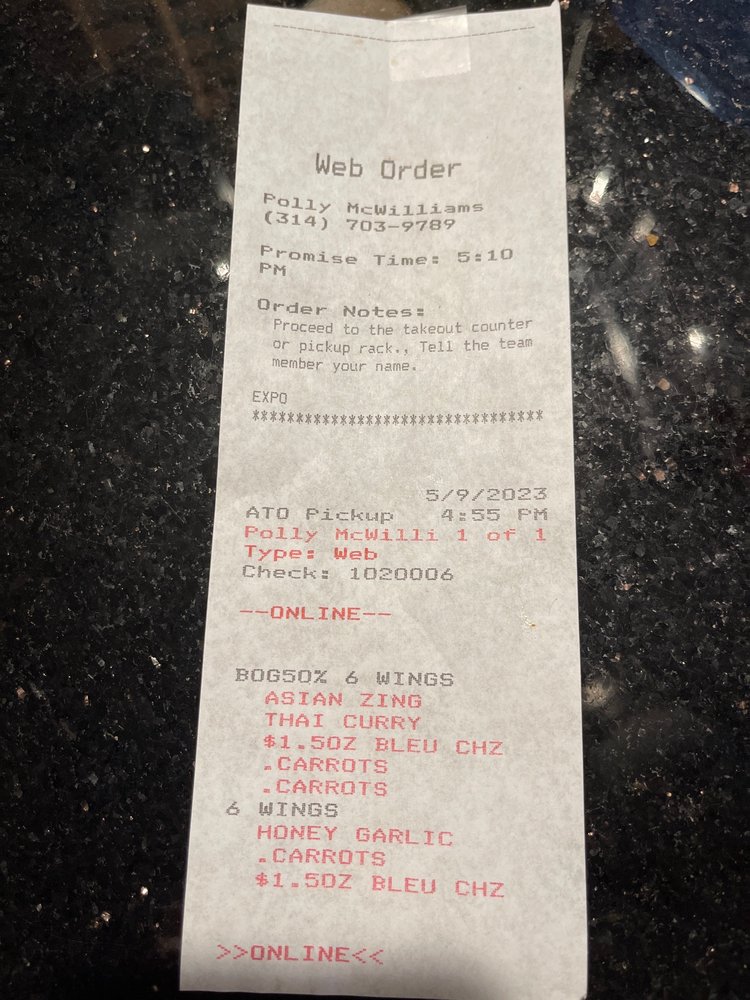 Web Order
Polly McWilliams
(314) 703-9789
Promise Time: 5:10
PM
Order Notes:
Proceed to the takeout counter
or pickup rack., Tell the team
member your name.
EXPO
*********************************
5/9/2023
ATO Pickup 4:55 PM
Polly McWilli 1 of 1
Type: Web
Check: 1020006
--ONLINE--
BOG50% 6 WINGS
ASIAN ZING
THAI CURRY
$1.5OZ BLEU CHZ
.CARROTS
.CARROTS
6 WINGS
HONEY GARLIC
.CARROTS
$1.5OZ BLEU CHZ
>>ONLINE<<